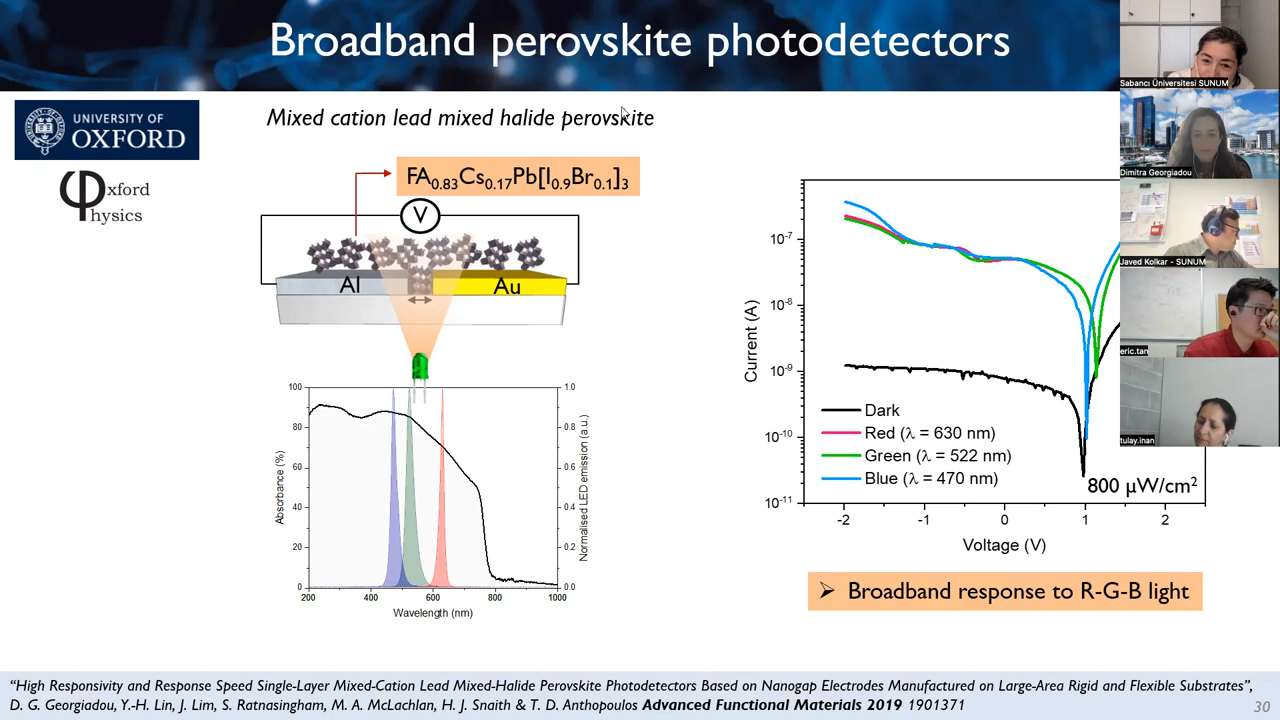 Broadband perovskite photodetectors
UNIVERSITY OF
OXFORD
Oxford
Physics
Mixed cation lead mixed halide perovskite
FA0.83Cs0.17Pb[I0.9Br0.1]3
V
Al
Au
100
80
60
40
20
0
Absorbance (%)
1.0
0.8
0.6
0.4
0.2
0.0
Normalised LED emission (a.u.)
200 400 600 800 1000
Wavelength (nm)
10-7
10-8
10-9
10-10
10-11
Current (A)
Dark
Red (λ = 630 nm)
Green (λ = 522 nm)
Blue (λ = 470 nm)
800 µW/cm2
-2 -1 0 1 2
Voltage (V)
➢ Broadband response to R-G-B light
Sabancı Üniversitesi SUNUM
Dimitra Georgiadou
Javed Kolkar - SUNUM
eric.tan
tulay.inan
“High Responsivity and Response Speed Single-Layer Mixed-Cation Lead Mixed-Halide Perovskite Photodetectors Based on Nanogap Electrodes Manufactured on Large-Area Rigid and Flexible Substrates”,
D. G. Georgiadou, Y.-H. Lin, J. Lim, S. Ratnasingham, M. A. McLachlan, H. J. Snaith & T. D. Anthopoulos Advanced Functional Materials 2019 1901371
30